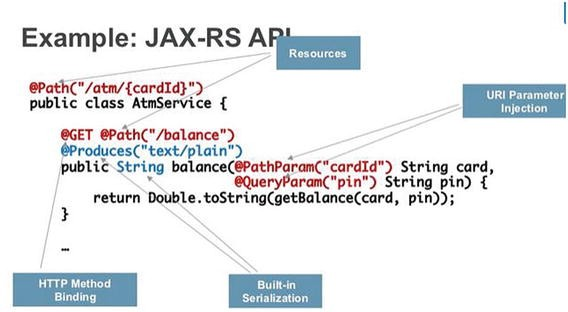 Example: JAX-RS API
Resources
@Path("/atm/{cardId}")
public class AtmService {
URI Parameter
Injection
@GET @Path("/balance")
@Produces("text/plain")
public String balance(@PathParam("cardId") String card,
@QueryParam("pin") String pin) {
return Double.toString(getBalance(card, pin));
}
…
HTTP Method
Binding
Built-in
Serialization